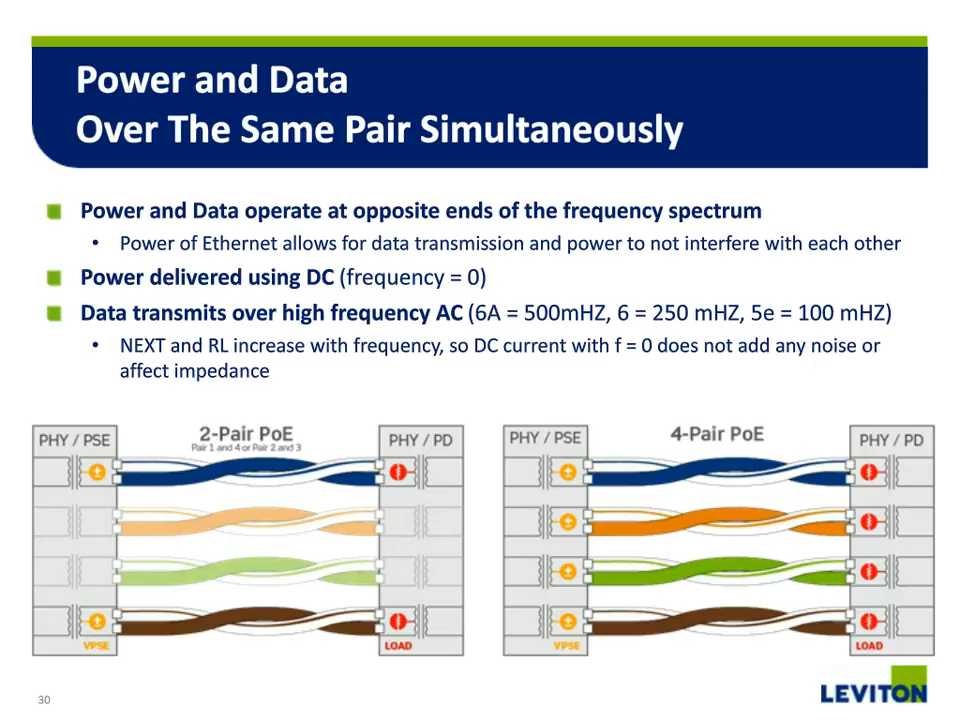 Power and Data
Over The Same Pair Simultaneously
Power and Data operate at opposite ends of the frequency spectrum
• Power of Ethernet allows for data transmission and power to not interfere with each other
Power delivered using DC (frequency = 0)
Data transmits over high frequency AC (6A = 500mHZ, 6 = 250 mHZ, 5e = 100 mHZ)
• NEXT and RL increase with frequency, so DC current with f = 0 does not add any noise or
affect impedance
PHY / PSE
2-Pair PoE
Pair 1 and 4 or Pair 2 and 3
PHY / PD
VPSE
LOAD
PHY / PSE
4-Pair PoE
PHY / PD
VPSE
LOAD
30
LEVITON